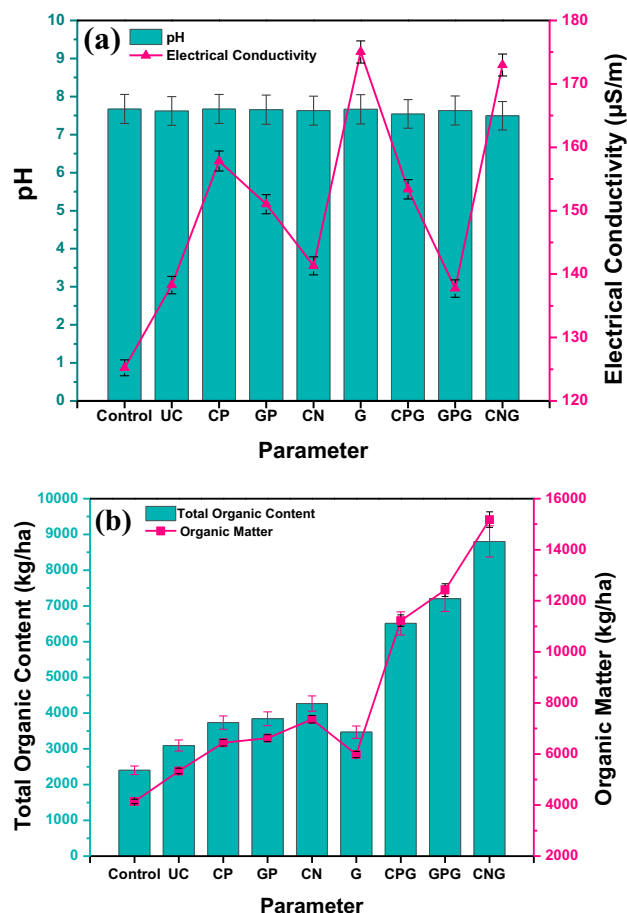 (a)
pH
Electrical Conductivity
10
9
8
7
6
5
4
3
2
1
0
pH
180
170
160
150
140
130
120
Electrical Conductivity (µS/m)
Control UC CP GP CN G CPG GPG CNG
Parameter
(b)
Total Organic Content
Organic Matter
10000
9000
8000
7000
6000
5000
4000
3000
2000
1000
0
Total Organic Content (kg/ha)
16000
14000
12000
10000
8000
6000
4000
2000
Organic Matter (kg/ha)
Control UC CP GP CN G CPG GPG CNG
Parameter